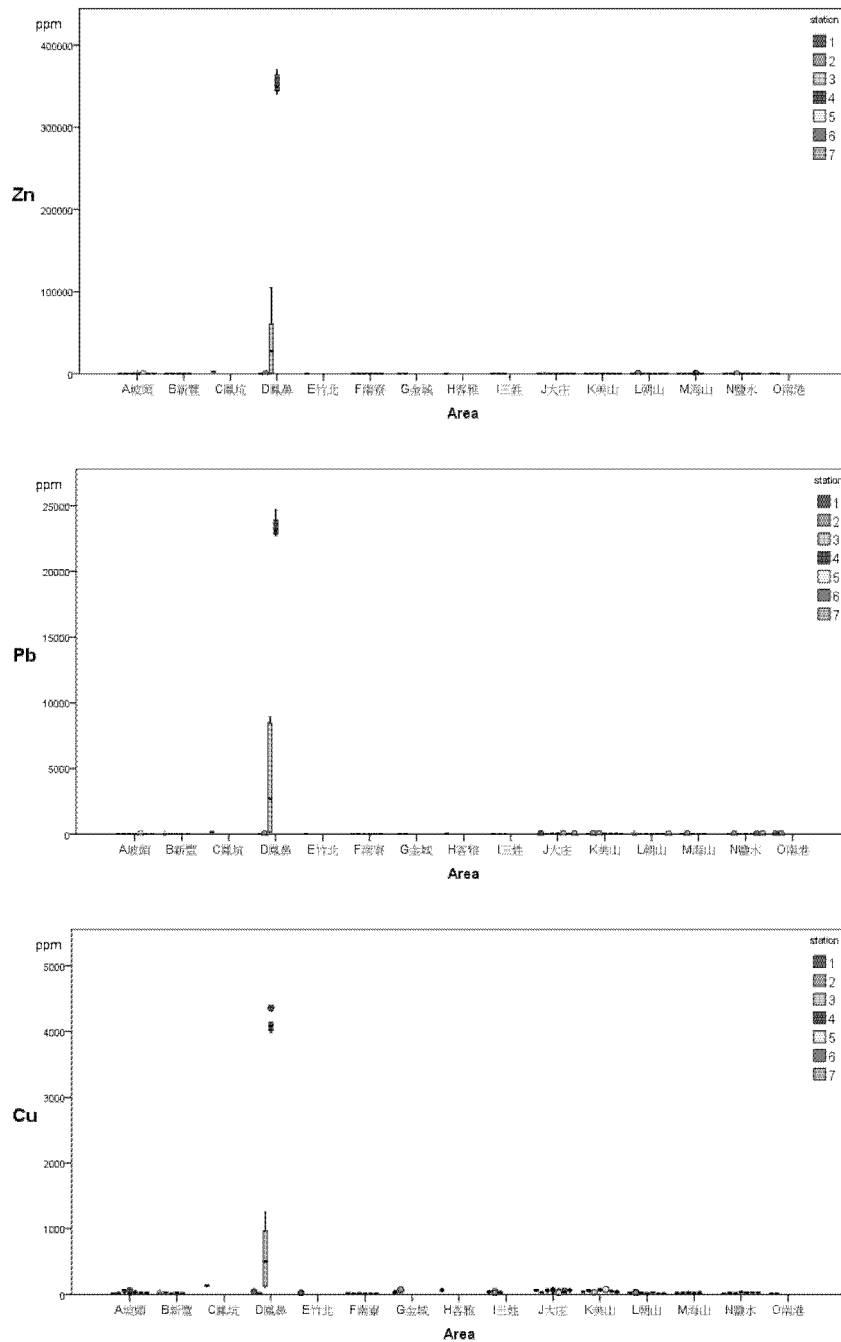 ppm
station
1
2
3
4
5
6
7
400000
300000
200000
100000
0
Zn
A坡頭 B新豐 C鳳坑 D鳳鼻 E竹北 F南寮 G金城 H客雅 I三姓 J大庄 K美山 L朝山 M海山 N鹽水 O南港
Area
ppm
station
1
2
3
4
5
6
7
25000
20000
15000
10000
5000
0
Pb
A坡頭 B新豐 C鳳坑 D鳳鼻 E竹北 F南寮 G金城 H客雅 I三姓 J大庄 K美山 L朝山 M海山 N鹽水 O南港
Area
ppm
station
1
2
3
4
5
6
7
5000
4000
3000
2000
1000
0
Cu
A坡頭 B新豐 C鳳坑 D鳳鼻 E竹北 F南寮 G金城 H客雅 I三姓 J大庄 K美山 L朝山 M海山 N鹽水 O南港
Area